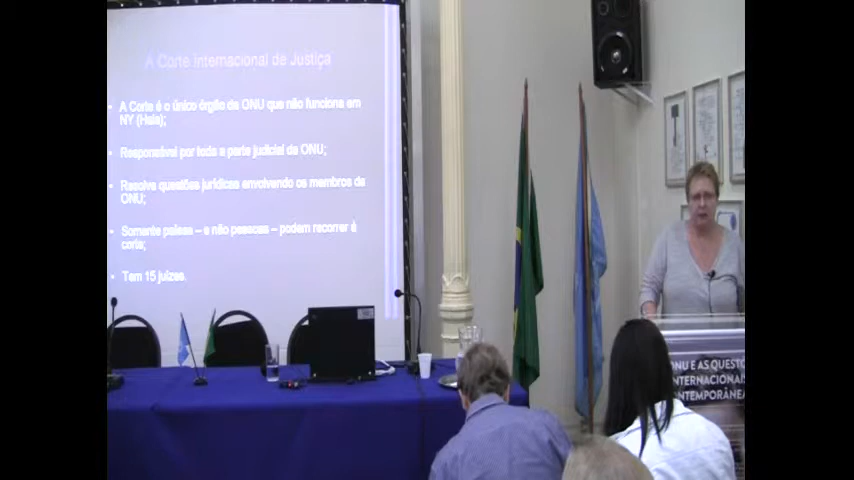 A Corte Internacional de Justiça
• A Corte é o único órgão da ONU que não funciona em
NY (Haia);
• Responsável por toda a parte judicial da ONU;
• Resolve questões jurídicas envolvendo os membros da
ONU;
• Somente países – e não pessoas – podem recorrer à
corte;
• Tem 15 juízes.
ONU E AS QUESTÕ
NTERNACIONAIS
ONTEMPORÂNEA